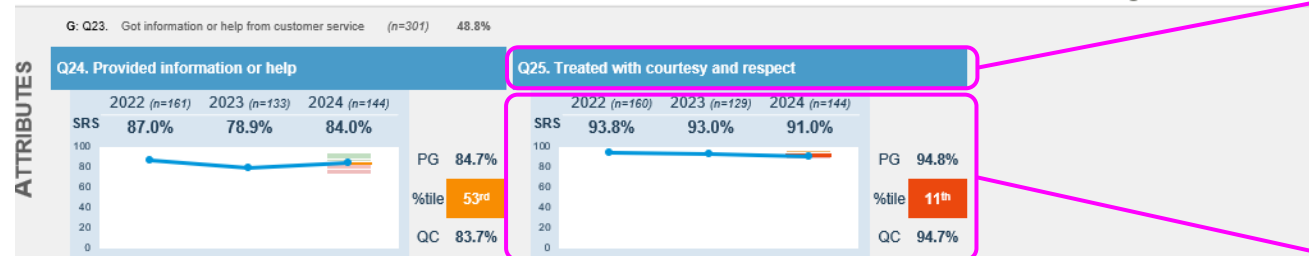 G: Q23. Got information or help from customer service (n=301) 48.8%
ATTRIBUTES
Q24. Provided information or help
2022 (n=161) 2023 (n=133) 2024 (n=144)
SRS 87.0% 78.9% 84.0%
100
80
60
40
20
0
PG 84.7%
%tile 53rd
QC 83.7%
Q25. Treated with courtesy and respect
2022 (n=160) 2023 (n=129) 2024 (n=144)
SRS 93.8% 93.0% 91.0%
100
80
60
40
20
0
PG 94.8%
%tile 11th
QC 94.7%